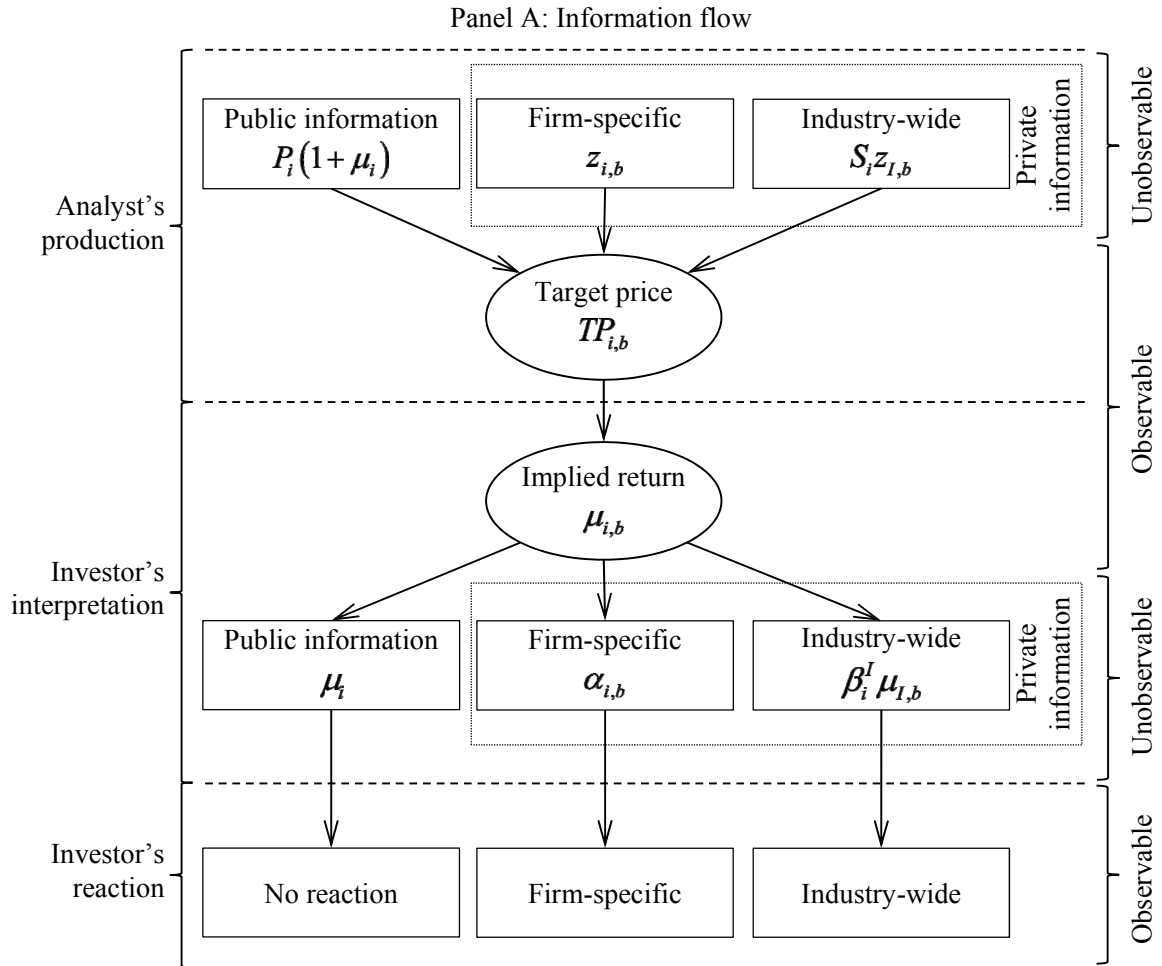 Panel A: Information flow
Public information
P_i(1 + μ_i)
Firm-specific
z_{i,b}
Industry-wide
S_i z_{I,b}
Private
information
Unobservable
Analyst's
production
Target price
TP_{i,b}
Observable
Implied return
μ_{i,b}
Investor's
interpretation
Public information
μ_i
Firm-specific
α_{i,b}
Industry-wide
β_i^I μ_{I,b}
Private
information
Unobservable
Investor's
reaction
No reaction
Firm-specific
Industry-wide
Observable